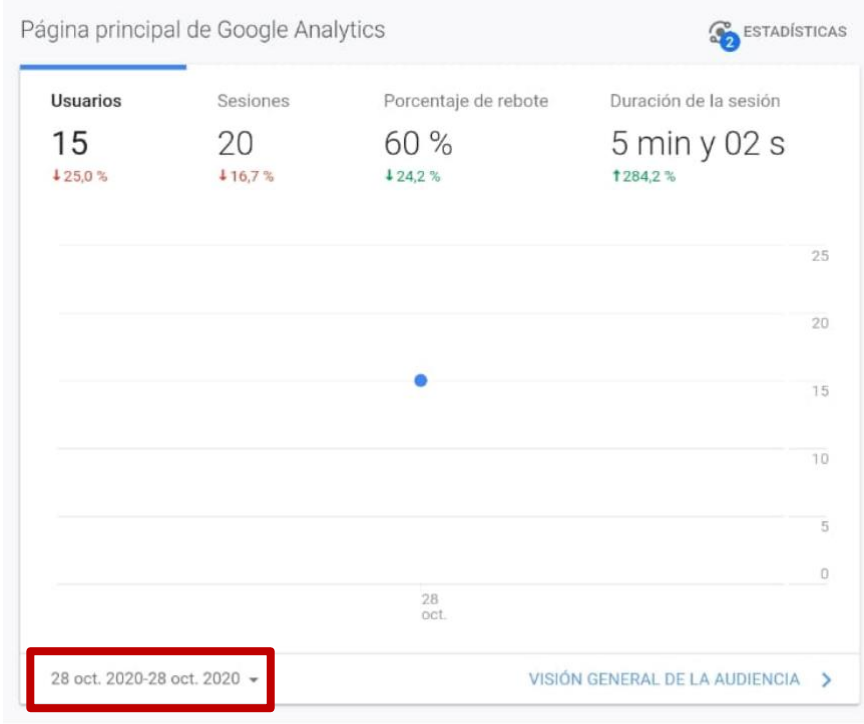 Página principal de Google Analytics
2 ESTADÍSTICAS
Usuarios Sesiones Porcentaje de rebote Duración de la sesión
15 20 60 % 5 min y 02 s
↓25,0 % ↓16,7 % ↓24,2 % ↑284,2 %
25
20
15
10
5
0
28
oct.
28 oct. 2020-28 oct. 2020
VISIÓN GENERAL DE LA AUDIENCIA